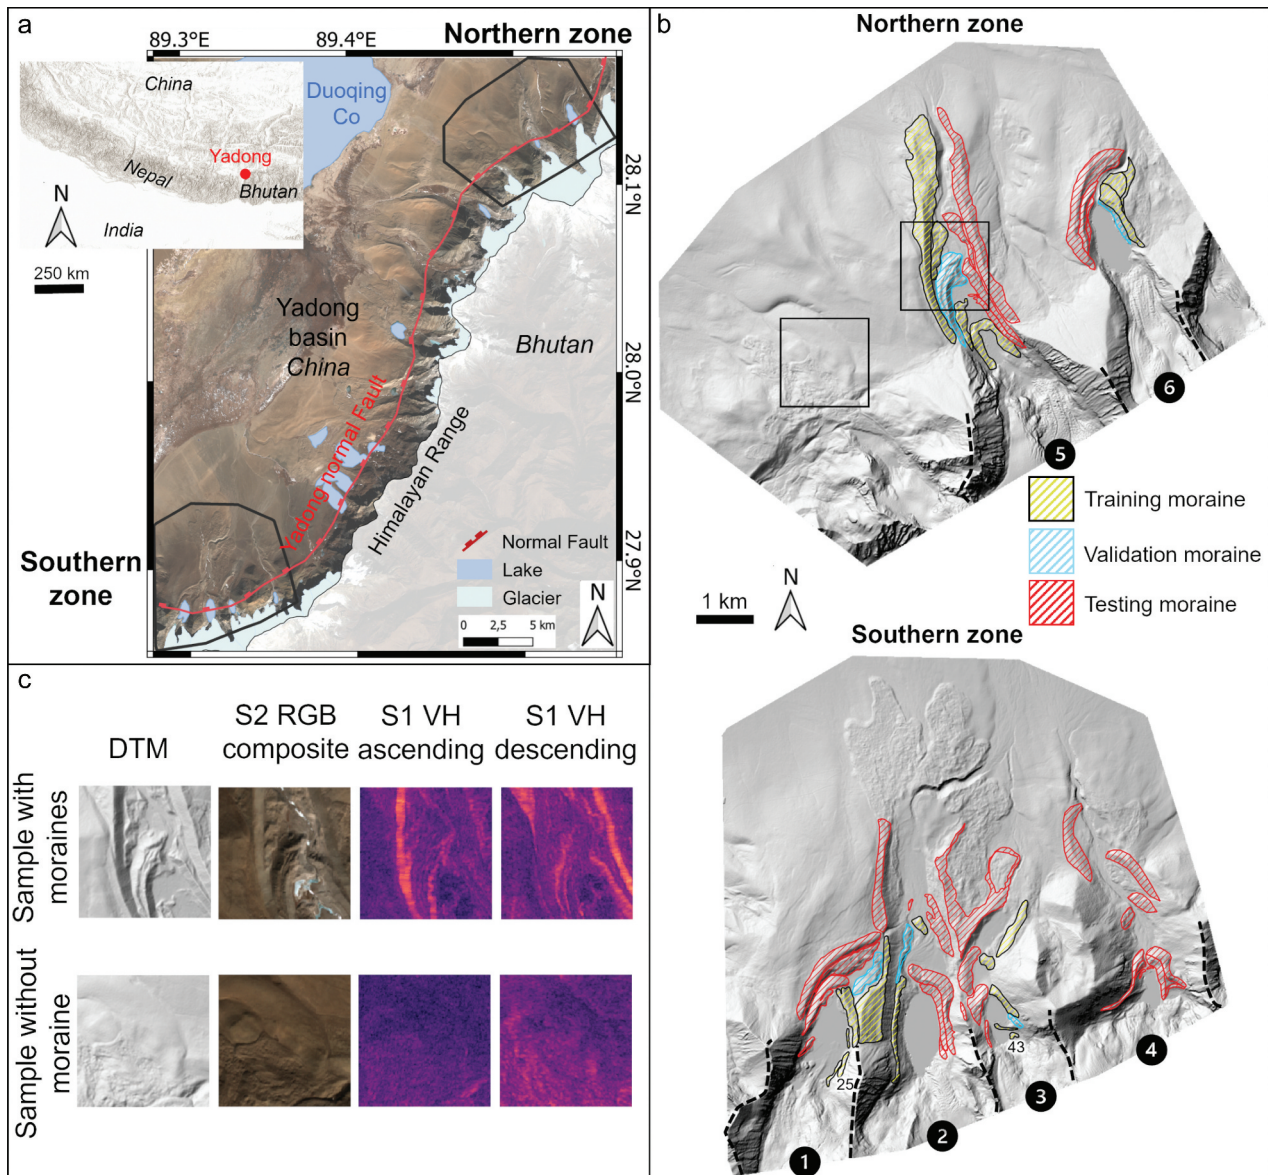 a
89.3°E
89.4°E
Northern zone
China
Nepal
Yadong
Bhutan
India
N
250 km
Duoqing
Co
28.1°N
28.0°N
27.9°N
Yadong
basin
China
Bhutan
Yadong normal Fault
Himalayan Range
Southern
zone
Normal Fault
Lake
Glacier
0
2,5
5 km
N
b
Northern zone
6
5
Training moraine
Validation moraine
Testing moraine
1 km
N
Southern zone
25
43
1
2
3
4
c
DTM
S2 RGB
composite
S1 VH
ascending
S1 VH
descending
Sample with
moraines
Sample without
moraine